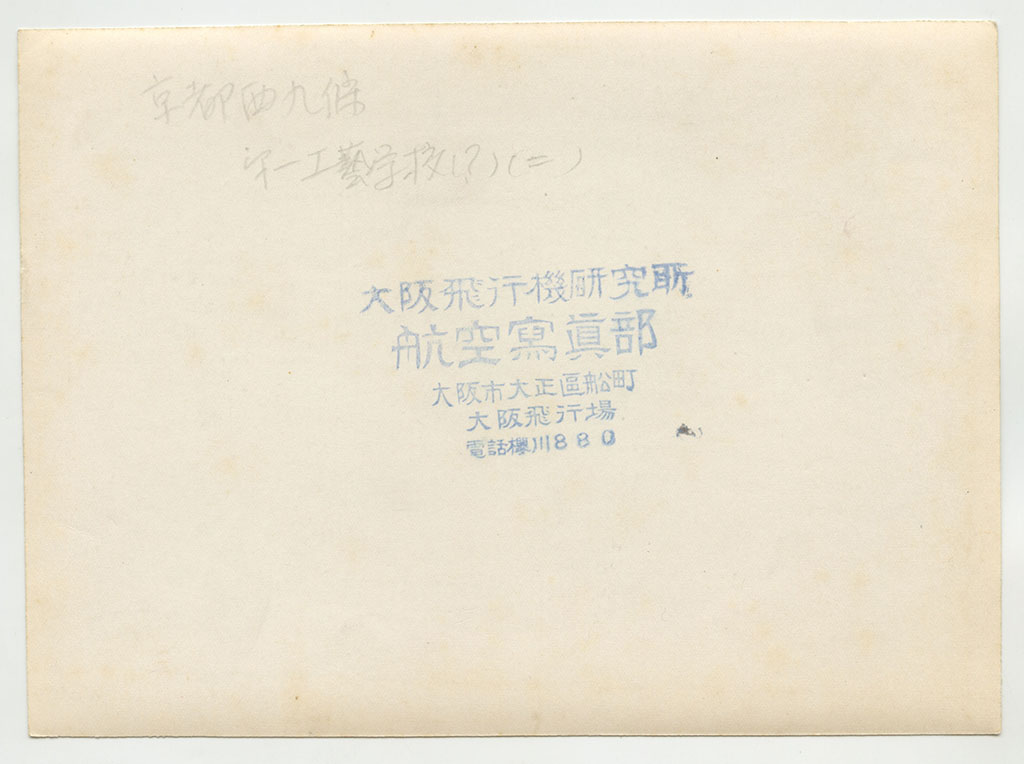 京都西九條
第一工藝学校(?)(二)
大阪飛行機研究所
航空寫眞部
大阪市大正區船町
大阪飛行場
電話櫻川880